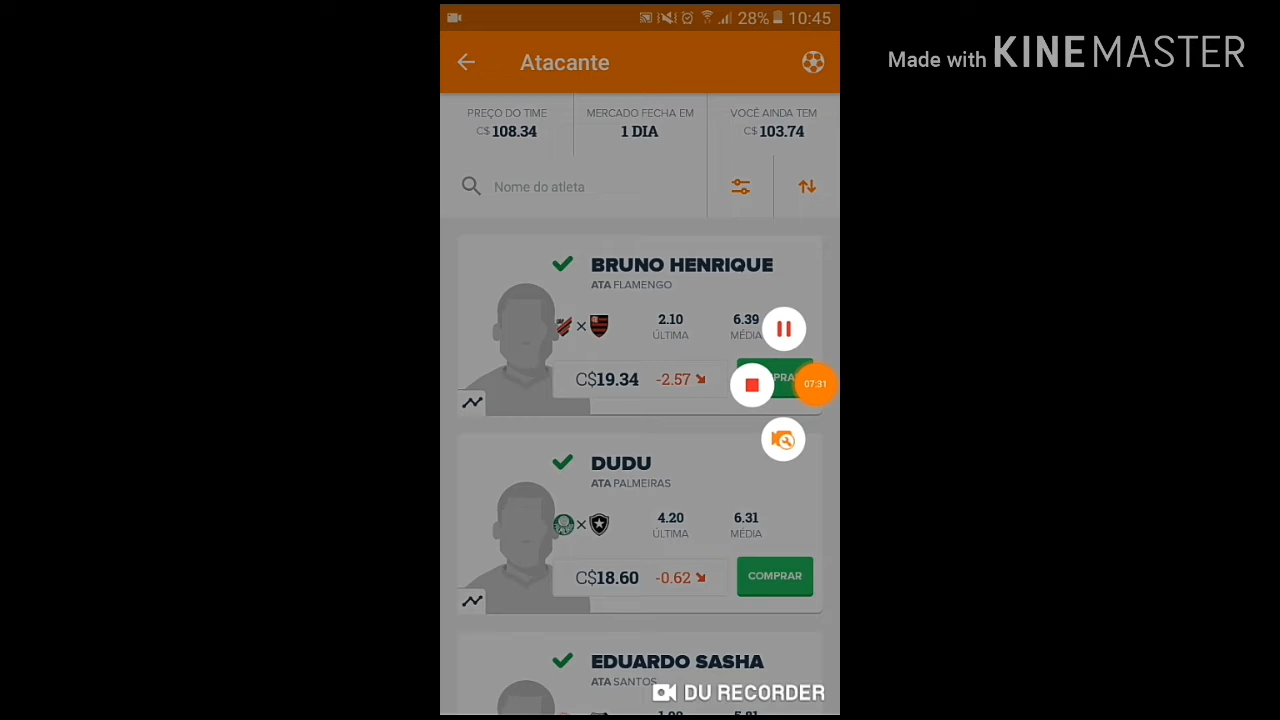 28% 10:45
Made with KINEMASTER
Atacante
PREÇO DO TIME
C$ 108.34
MERCADO FECHA EM
1 DIA
VOCÊ AINDA TEM
C$ 103.74
Nome do atleta
BRUNO HENRIQUE
ATA FLAMENGO
2.10
ÚLTIMA
6.39
MÉDIA
C$19.34 -2.57
07:31
DUDU
ATA PALMEIRAS
4.20
ÚLTIMA
6.31
MÉDIA
C$18.60 -0.62
COMPRAR
EDUARDO SASHA
ATA SANTOS
DU RECORDER